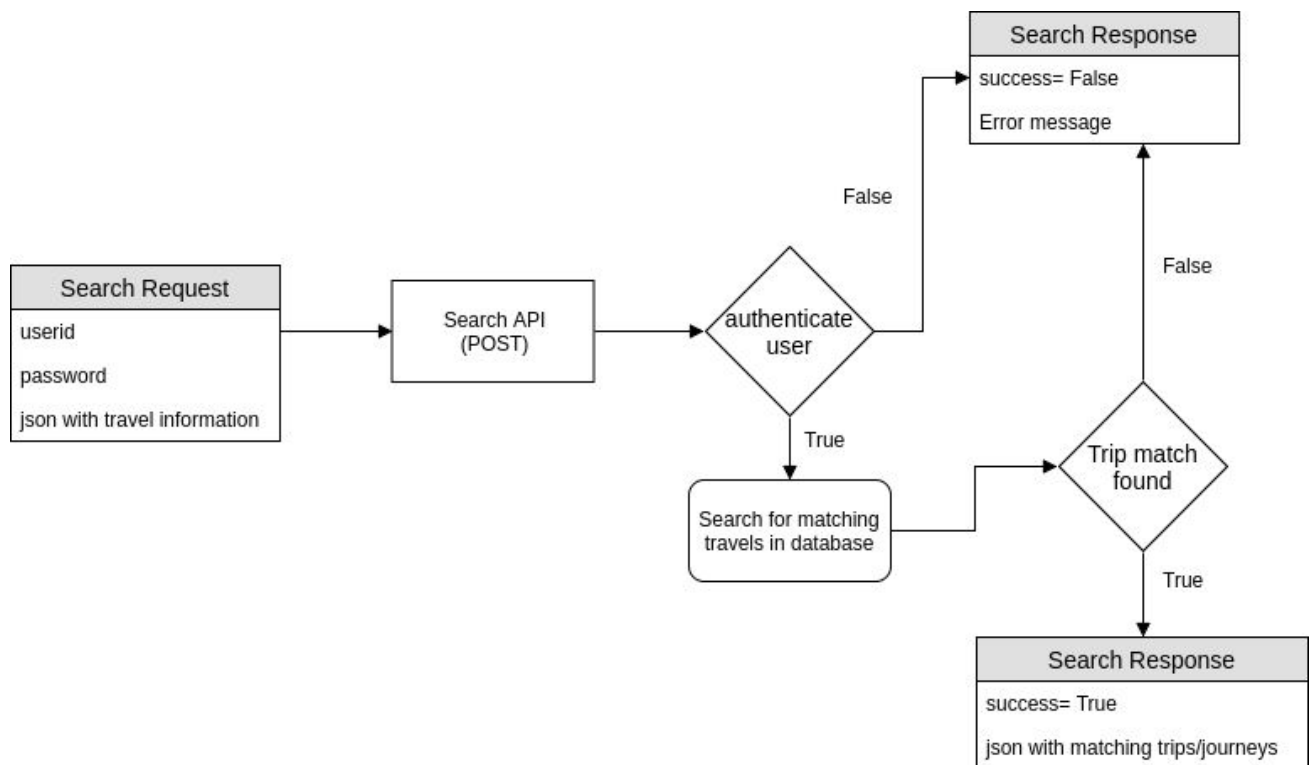 Search Request
userid
password
json with travel information
Search API
(POST)
authenticate
user
False
Search Response
success= False
Error message
True
Search for matching
travels in database
Trip match
found
False
True
Search Response
success= True
json with matching trips/journeys